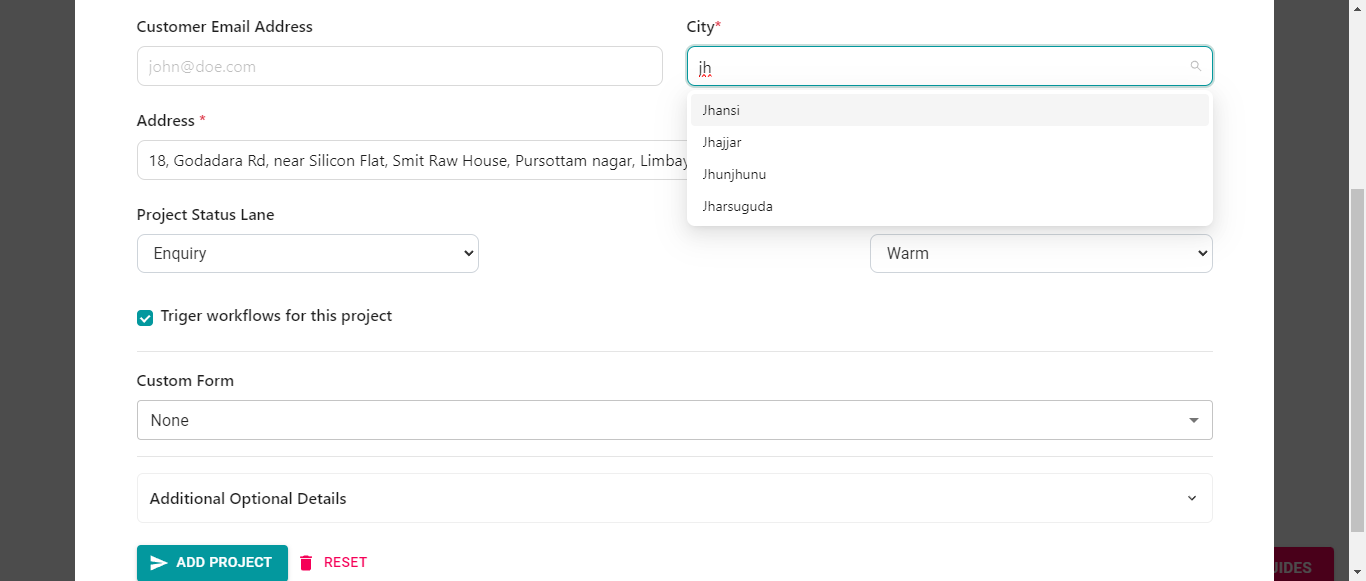 Customer Email Address
City*
john@doe.com
jh
Jhansi
Address *
Jhajjar
18, Godadara Rd, near Silicon Flat, Smit Raw House, Pursottam nagar, Limbay
Jhunjhunu
Jharsuguda
Project Status Lane
Enquiry
Warm
Triger workflows for this project
Custom Form
None
Additional Optional Details
ADD PROJECT
RESET